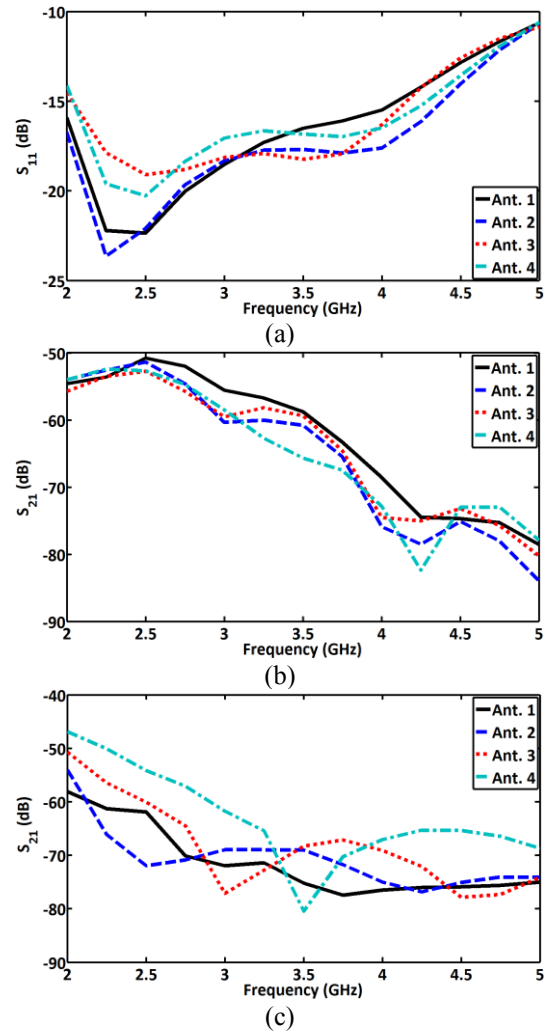 -10
-15
-20
-25
S11 (dB)
Ant. 1
Ant. 2
Ant. 3
Ant. 4
2 2.5 3 3.5 4 4.5 5
Frequency (GHz)
(a)
-50
-60
-70
-80
-90
S21 (dB)
Ant. 1
Ant. 2
Ant. 3
Ant. 4
2 2.5 3 3.5 4 4.5 5
Frequency (GHz)
(b)
-40
-50
-60
-70
-80
-90
S21 (dB)
Ant. 1
Ant. 2
Ant. 3
Ant. 4
2 2.5 3 3.5 4 4.5 5
Frequency (GHz)
(c)